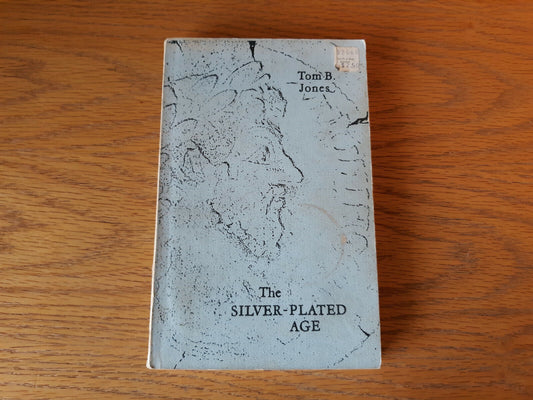 Tom B.
Jones
The
SILVER-PLATED
AGE